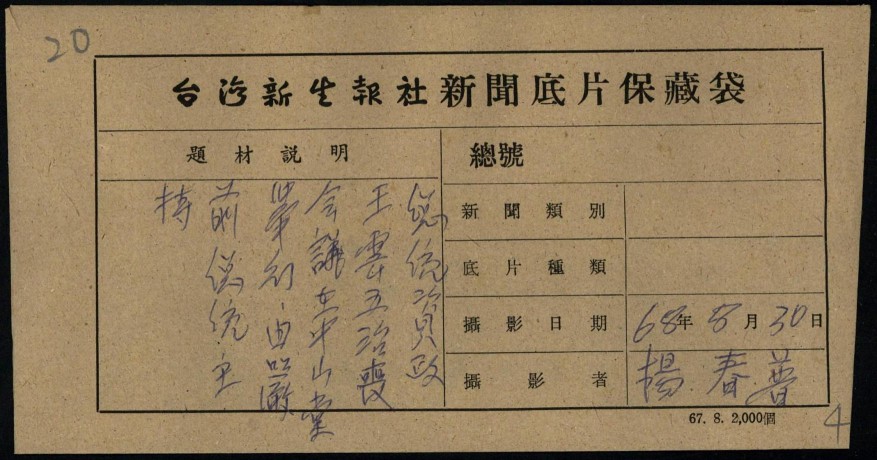 20
台灣新生報社新聞底片保藏袋
題材說明
總統資政
王雲五治喪
會議在中山堂
舉行由嚴
前總統主
持
總號
新聞類別
底片種類
攝影日期 68年8月30日
攝影者 楊春普
67. 8. 2,000個
4